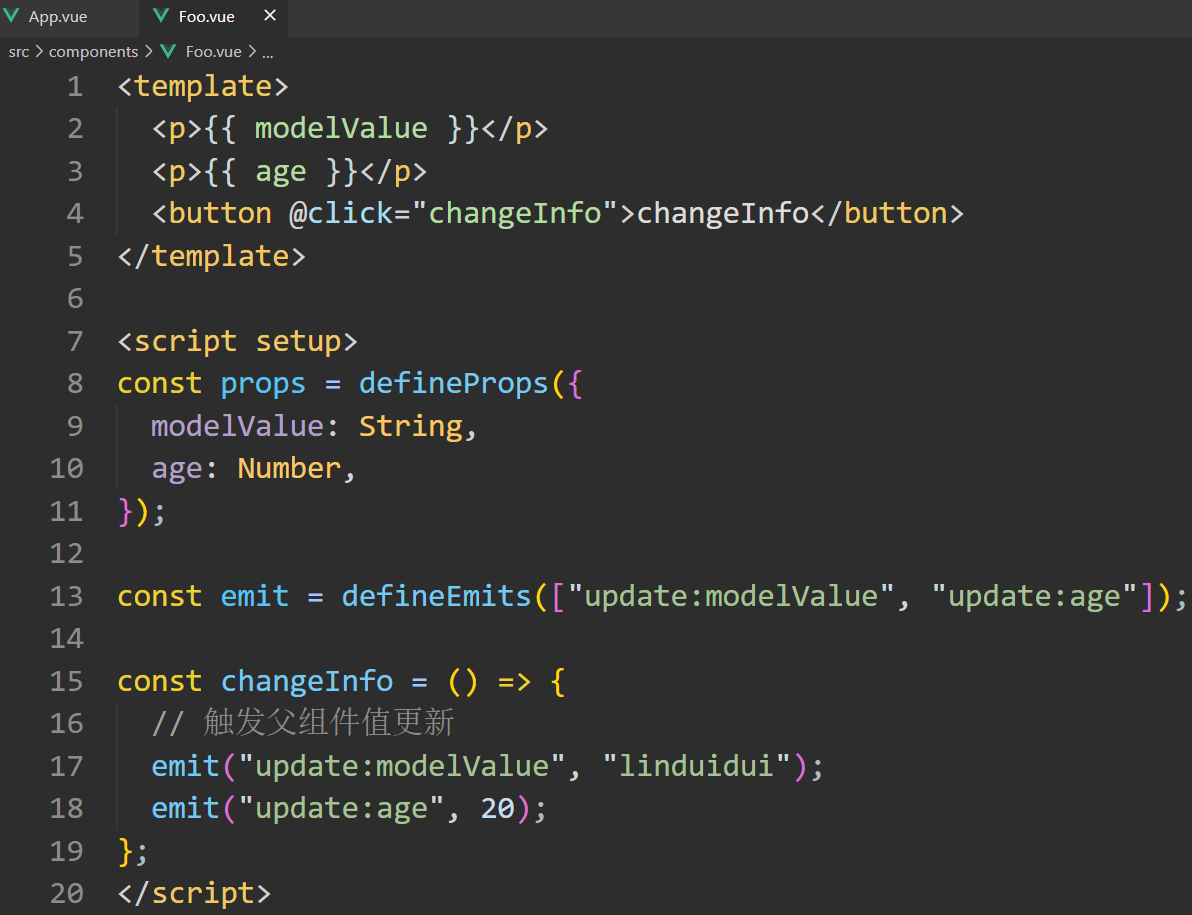 App.vue Foo.vue ×
src > components > Foo.vue > ...
1 <template>
2   <p>{{ modelValue }}</p>
3   <p>{{ age }}</p>
4   <button @click="changeInfo">changeInfo</button>
5 </template>
6
7 <script setup>
8 const props = defineProps({
9   modelValue: String,
10   age: Number,
11 });
12
13 const emit = defineEmits(["update:modelValue", "update:age"]);
14
15 const changeInfo = () => {
16   // 触发父组件值更新
17   emit("update:modelValue", "linduidui");
18   emit("update:age", 20);
19 };
20 </script>